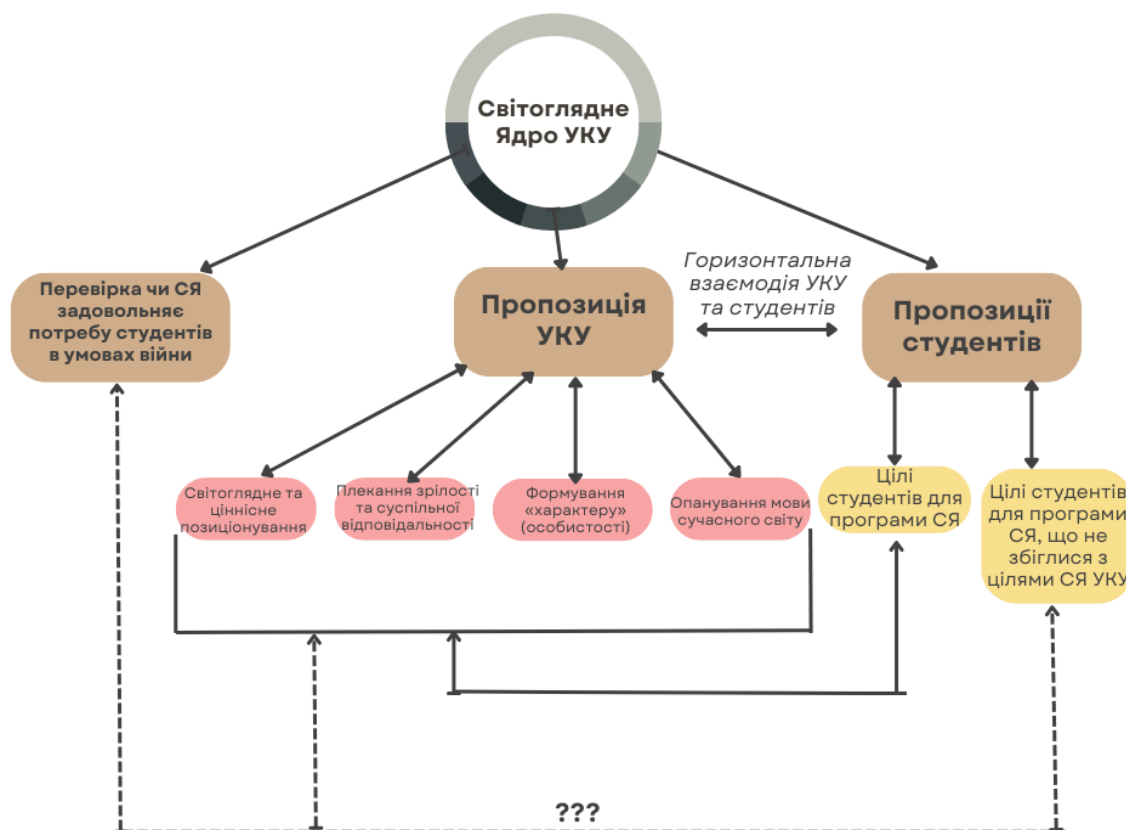 Світоглядне
Ядро УКУ
Горизонтальна
взаємодія УКУ
та студентів
Перевірка чи СЯ
задовольняє
потребу студентів
в умовах війни
Пропозиція
УКУ
Пропозиції
студентів
Світоглядне та
ціннісне
позиціонування
Плекання зрілості
та суспільної
відповідальності
Формування
«характеру»
(особистості)
Опанування мови
сучасного світу
Цілі
студентів для
програми СЯ
Цілі студентів
для програми
СЯ, що не
збіглися з
цілями СЯ УКУ
???